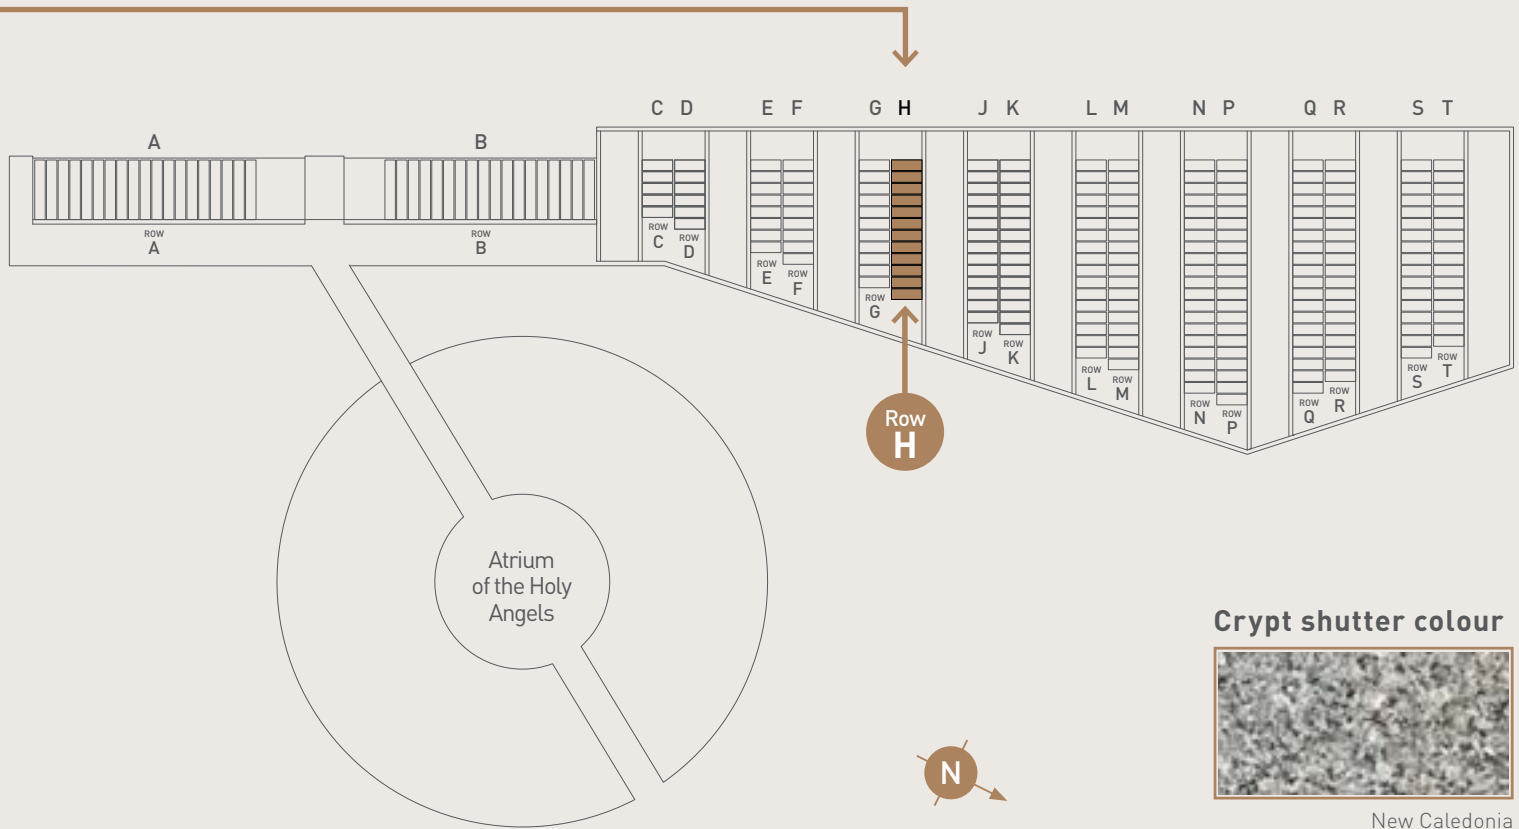 C D E F G H J K L M N P Q R S T
A B
ROW
A
ROW
B
ROW
C
ROW
D
ROW
E
ROW
F
ROW
G
ROW
J
ROW
K
ROW
L
ROW
M
ROW
N
ROW
P
ROW
Q
ROW
R
ROW
S
ROW
T
Row
H
Atrium
of the Holy
Angels
N
Crypt shutter colour
New Caledonia